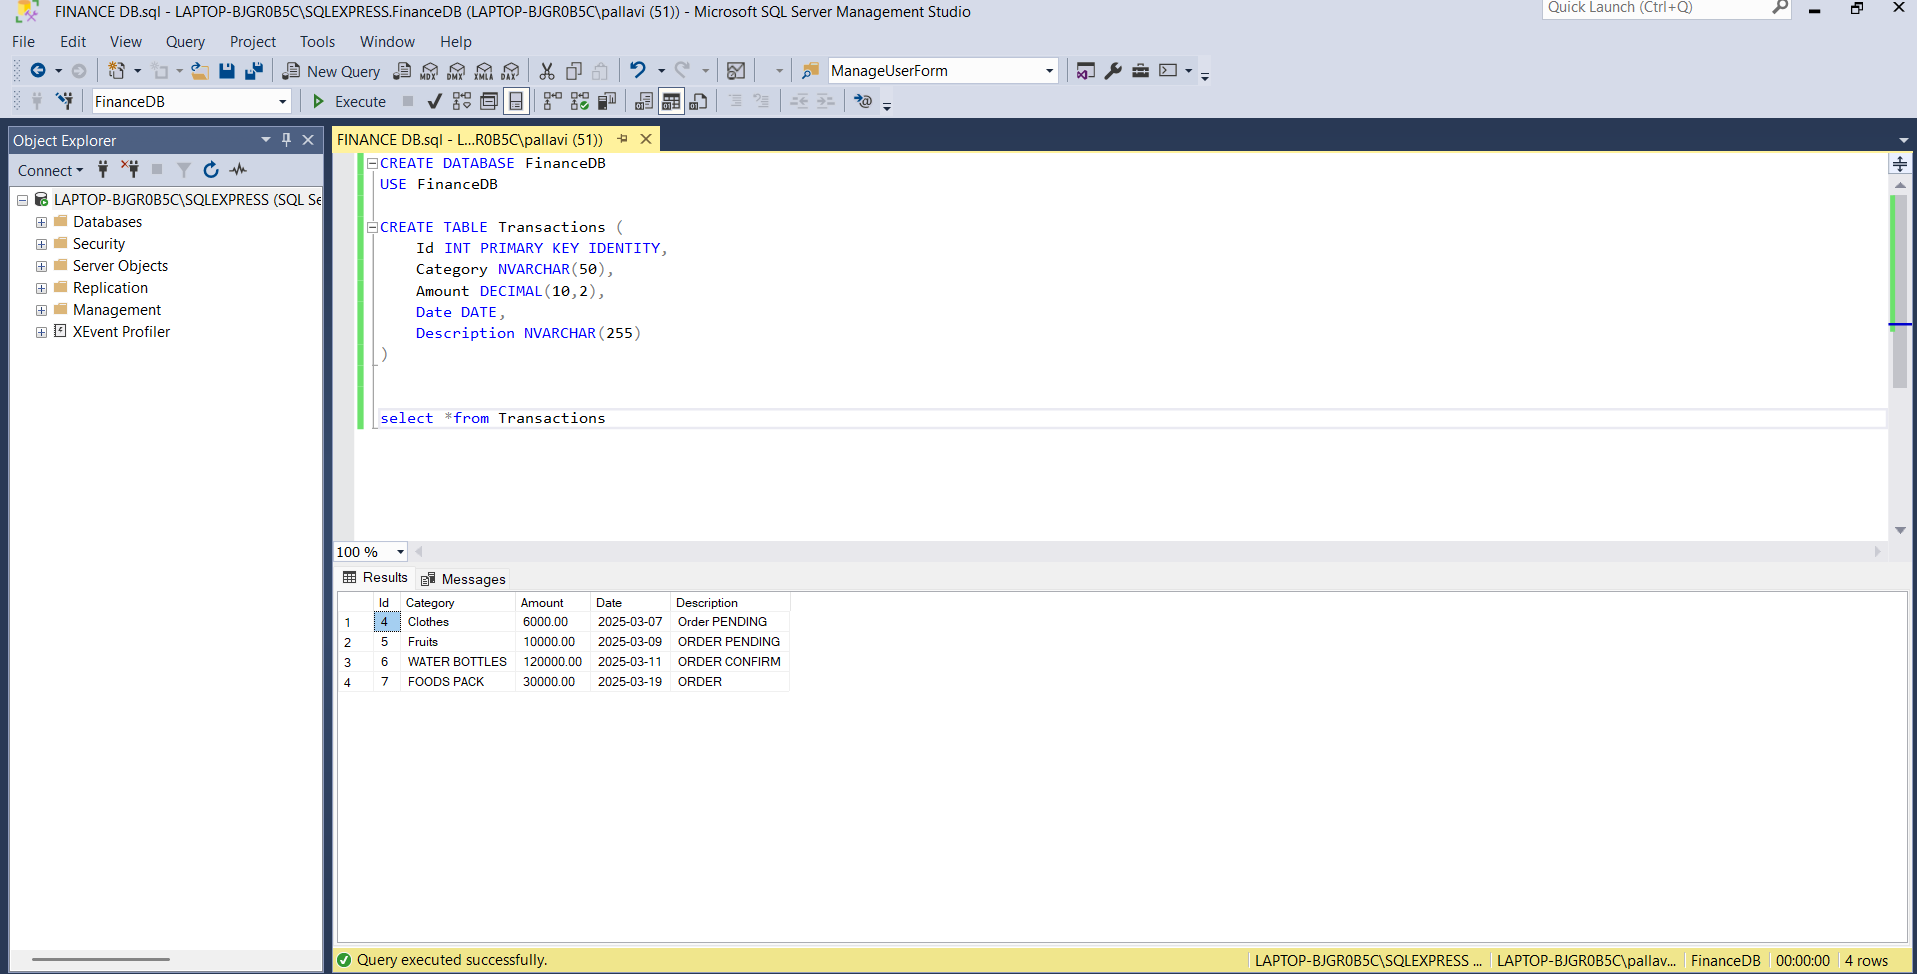 FINANCE DB.sql - LAPTOP-BJGR0B5C\SQLEXPRESS.FinanceDB (LAPTOP-BJGR0B5C\pallavi (51)) - Microsoft SQL Server Management Studio
Quick Launch (Ctrl+Q)
File Edit View Query Project Tools Window Help
New Query MDX DMX XMLA DAX ManageUserForm
FinanceDB Execute
Object Explorer
Connect
LAPTOP-BJGR0B5C\SQLEXPRESS (SQL Se
Databases
Security
Server Objects
Replication
Management
XEvent Profiler
FINANCE DB.sql - L...R0B5C\pallavi (51))
CREATE DATABASE FinanceDB
USE FinanceDB
CREATE TABLE Transactions (
Id INT PRIMARY KEY IDENTITY,
Category NVARCHAR(50),
Amount DECIMAL(10,2),
Date DATE,
Description NVARCHAR(255)
)
select *from Transactions
100 %
Results Messages
Id Category Amount Date Description
1 4 Clothes 6000.00 2025-03-07 Order PENDING
2 5 Fruits 10000.00 2025-03-09 ORDER PENDING
3 6 WATER BOTTLES 120000.00 2025-03-11 ORDER CONFIRM
4 7 FOODS PACK 30000.00 2025-03-19 ORDER
Query executed successfully. LAPTOP-BJGR0B5C\SQLEXPRESS ... LAPTOP-BJGR0B5C\pallav... FinanceDB 00:00:00 4 rows